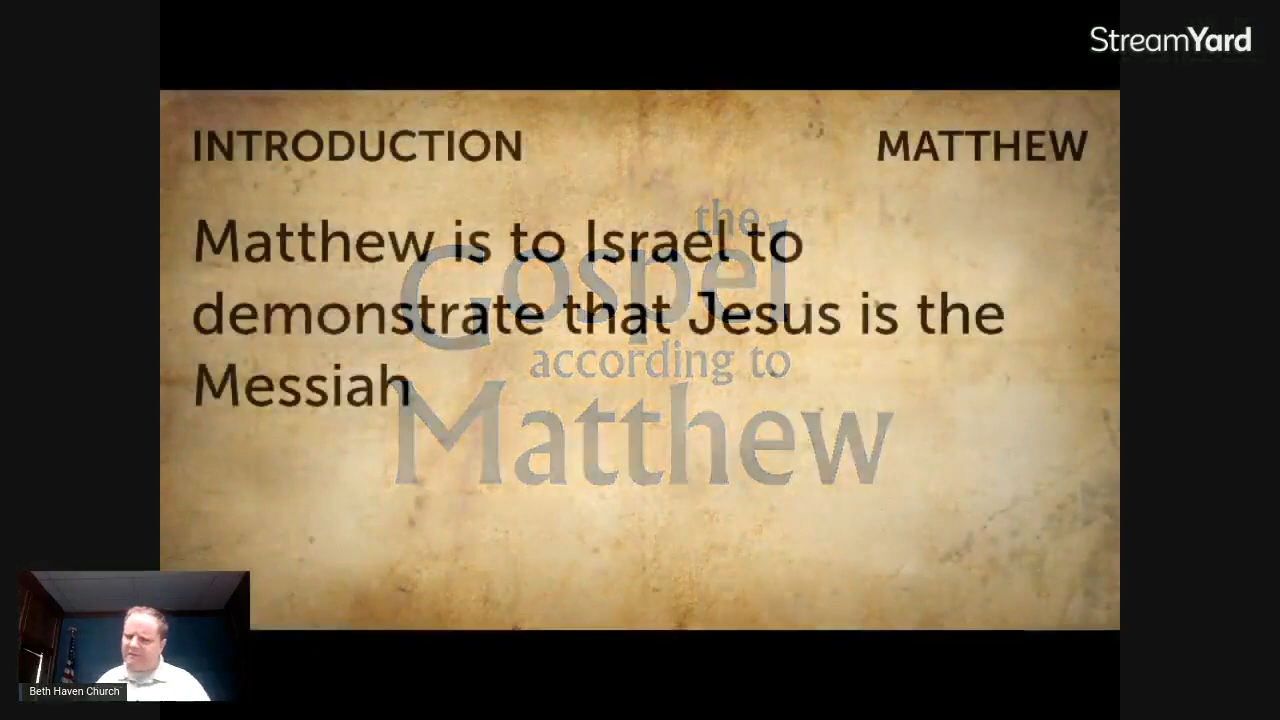 StreamYard
INTRODUCTION
MATTHEW
Matthew is to Israel to
demonstrate that Jesus is the
Messiah
the
Gospel
according to
Matthew
Beth Haven Church